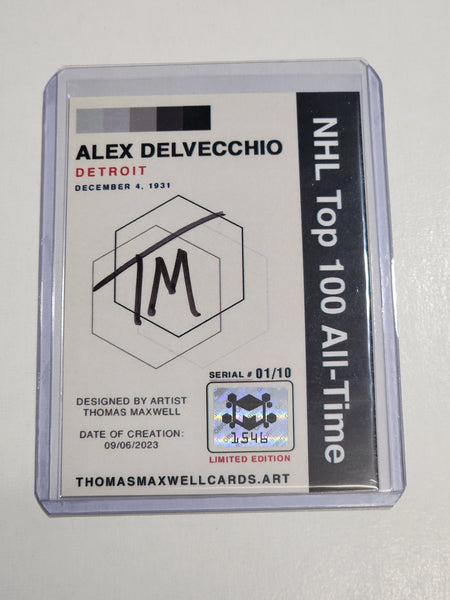 ALEX DELVECCHIO
DETROIT
DECEMBER 4, 1931
NHL Top 100 All-Time
TM
SERIAL # 01/10
DESIGNED BY ARTIST
THOMAS MAXWELL
DATE OF CREATION:
09/06/2023
1546
LIMITED EDITION
THOMASMAXWELLCARDS.ART